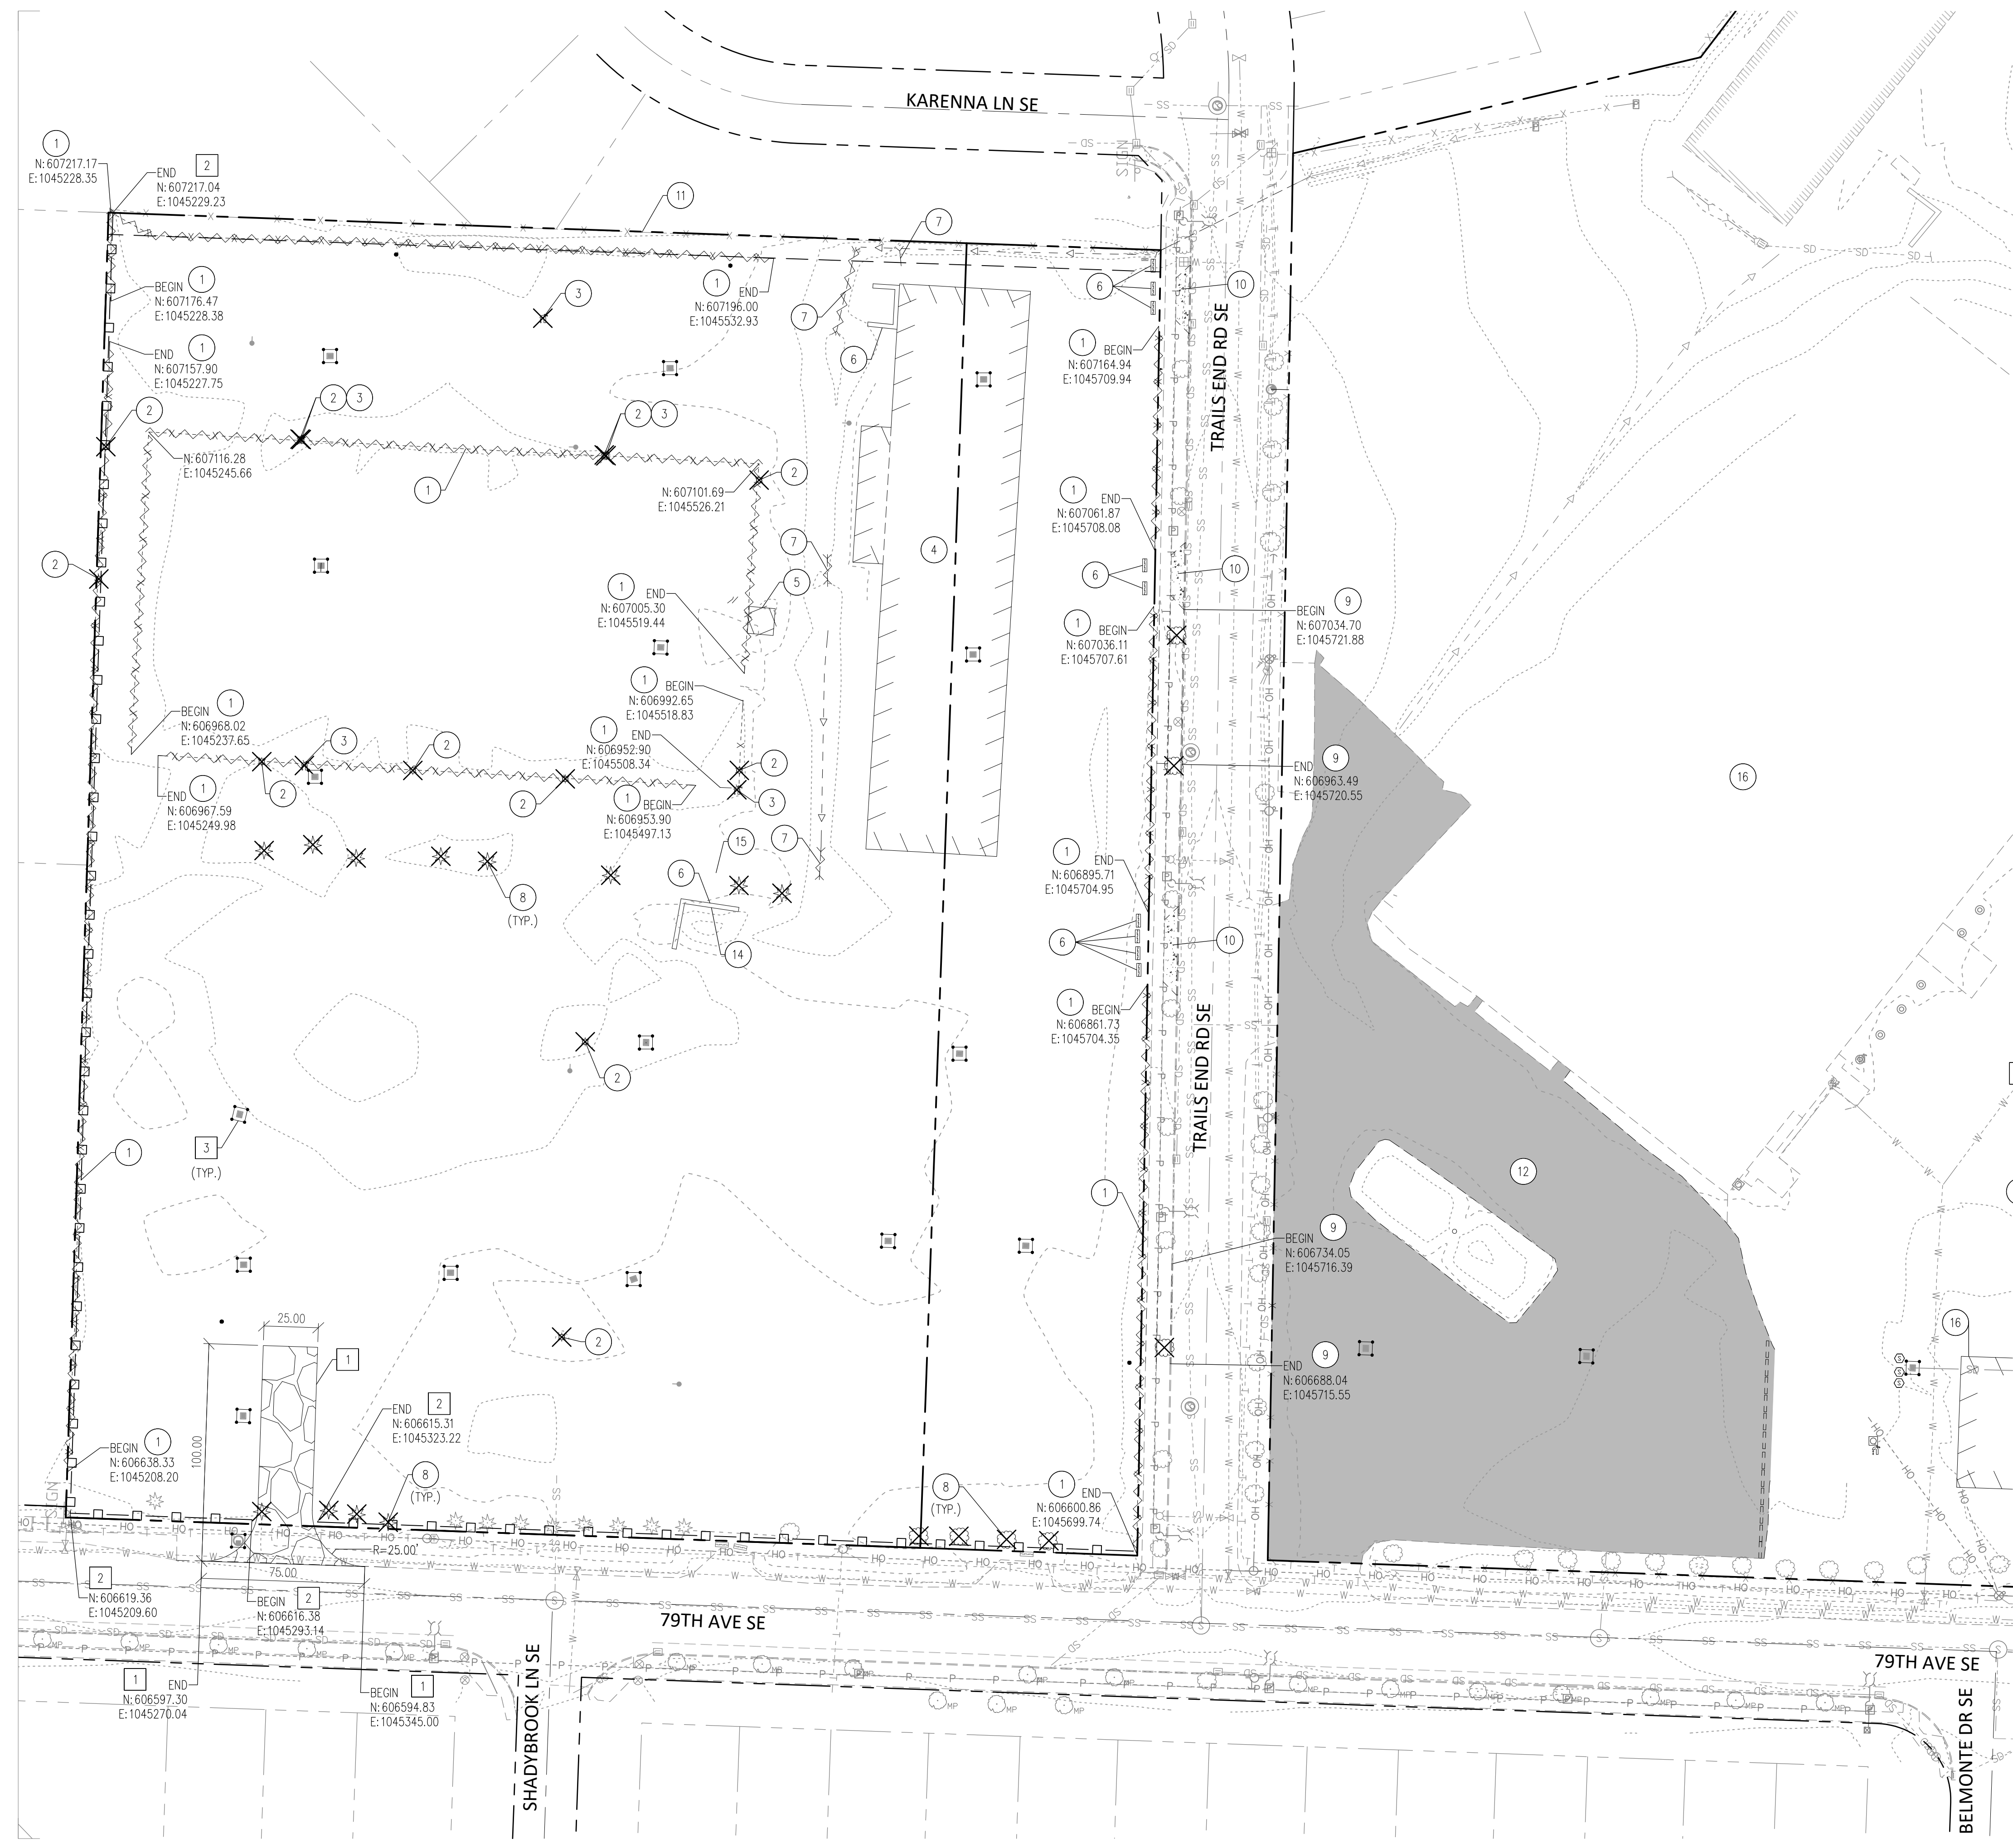 KARENNA LN SE
1
N: 607217.17
E: 1045228.35
END
2
N: 607217.04
E: 1045229.23
11
7
BEGIN
1
N: 607176.47
E: 1045228.38
3
1
END
N: 607196.00
E: 1045532.93
7
6
10
TRAILS END RD SE
END
1
N: 607157.90
E: 1045227.75
6
1
BEGIN
N: 607164.94
E: 1045709.94
2
2
3
2
3
N: 607116.28
E: 1045245.66
1
2
N: 607101.69
E: 1045526.21
1
END
N: 607061.87
E: 1045708.08
7
4
2
5
6
10
1
END
N: 607005.30
E: 1045519.44
9
BEGIN
N: 607034.70
E: 1045721.88
1
BEGIN
N: 607036.11
E: 1045707.61
1
BEGIN
N: 606992.65
E: 1045518.83
BEGIN
1
N: 606968.02
E: 1045237.65
1
END
N: 606952.90
E: 1045508.34
3
2
2
9
END
N: 606963.49
E: 1045720.55
16
2
END
1
N: 606967.59
E: 1045249.98
2
1
BEGIN
N: 606953.90
E: 1045497.13
3
15
7
1
END
N: 606895.71
E: 1045704.95
6
8
(TYP.)
14
6
10
1
BEGIN
N: 606861.73
E: 1045704.35
TRAILS END RD SE
2
3
(TYP.)
1
1
12
9
BEGIN
N: 606734.05
E: 1045716.39
25.00
1
2
16
9
END
N: 606688.04
E: 1045715.55
100.00
END
2
N: 606615.31
E: 1045323.22
BEGIN
1
N: 606638.33
E: 1045208.20
8
(TYP.)
8
(TYP.)
1
END
N: 606600.86
E: 1045699.74
SIGN
R=25.00'
75.00
2
N: 606619.36
E: 1045209.60
BEGIN
2
N: 606616.38
E: 1045293.14
79TH AVE SE
79TH AVE SE
1
END
N: 606597.30
E: 1045270.04
BEGIN
1
N: 606594.83
E: 1045345.00
SHADYBROOK LN SE
BELMONTE DR SE